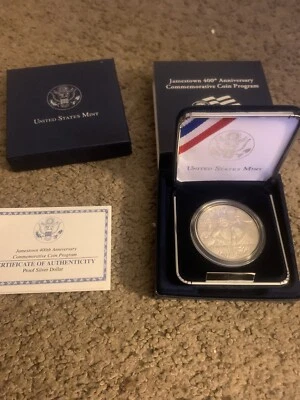 Jamestown 400th Anniversary
Commemorative Coin Program
UNITED STATES MINT
UNITED STATES MINT
Jamestown 400th Anniversary
Commemorative Coin Program
CERTIFICATE OF AUTHENTICITY
Proof Silver Dollar